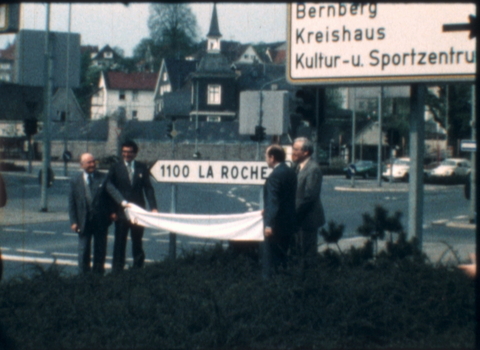 Bernberg
Kreishaus
Kultur-u. Sportzentru
1100 LA ROCHE